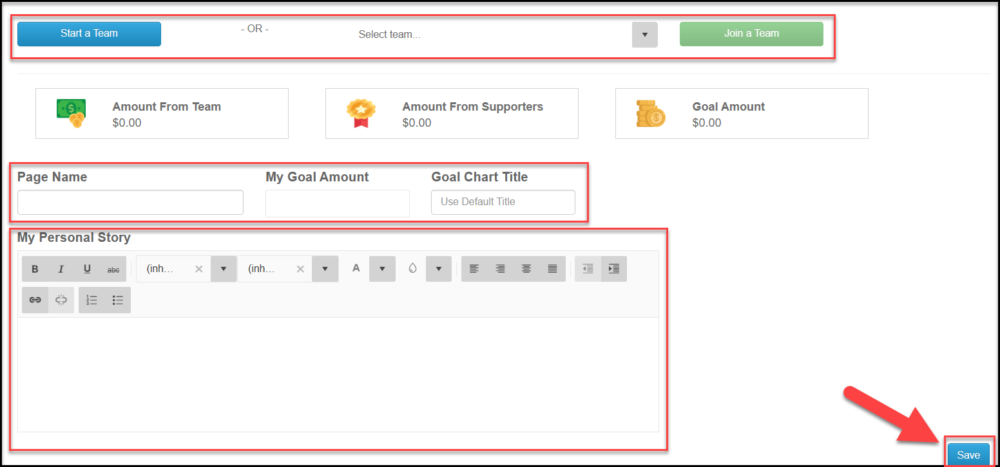 Start a Team - OR - Select team... Join a Team
Amount From Team Amount From Supporters Goal Amount
$0.00 $0.00 $0.00
Page Name My Goal Amount Goal Chart Title
Use Default Title
My Personal Story
B I U abc (inh... (inh... A
Save